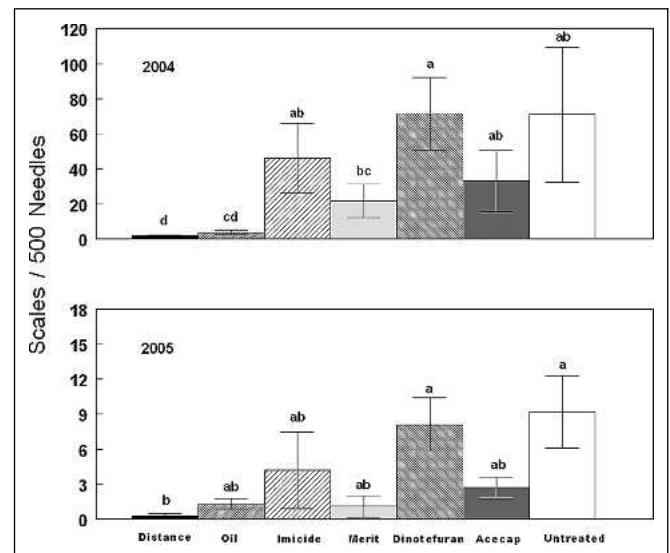 Scales / 500 Needles
120
100
80
60
40
20
0
2004
d
cd
ab
bc
a
ab
ab
18
15
12
9
6
3
0
2005
b
ab
ab
ab
a
ab
a
Distance Oil Imicide Merit Dinotefuran Acecap Untreated